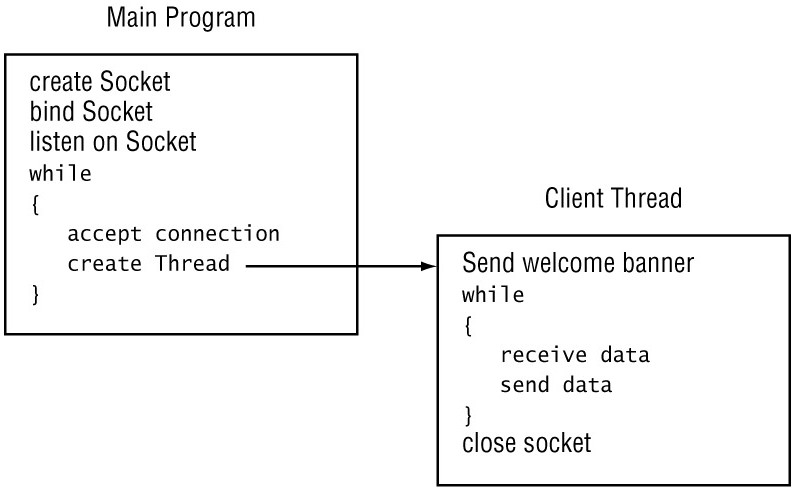 Main Program
create Socket
bind Socket
listen on Socket
while
{
accept connection
create Thread
}
Client Thread
Send welcome banner
while
{
receive data
send data
}
close socket